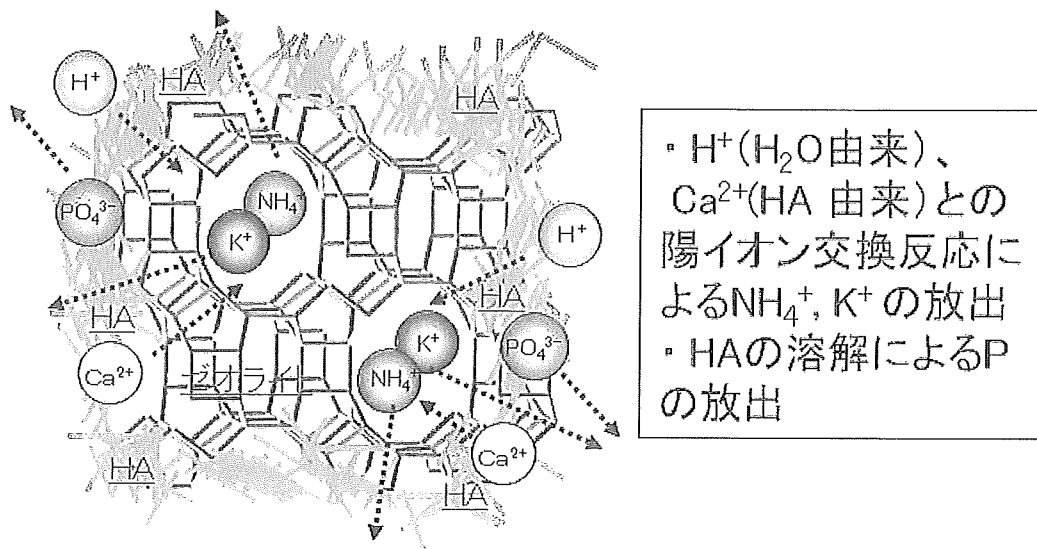 H⁺
HA
HA
PO₄³⁻
NH₄⁺
K⁺
H⁺
HA
HA
K⁺
PO₄³⁻
Ca²⁺
ゼオライト
NH₄⁺
HA
HA
Ca²⁺
・H⁺(H₂O由来)、
Ca²⁺(HA 由来)との
陽イオン交換反応に
よるNH₄⁺, K⁺ の放出
・HAの溶解によるP
の放出